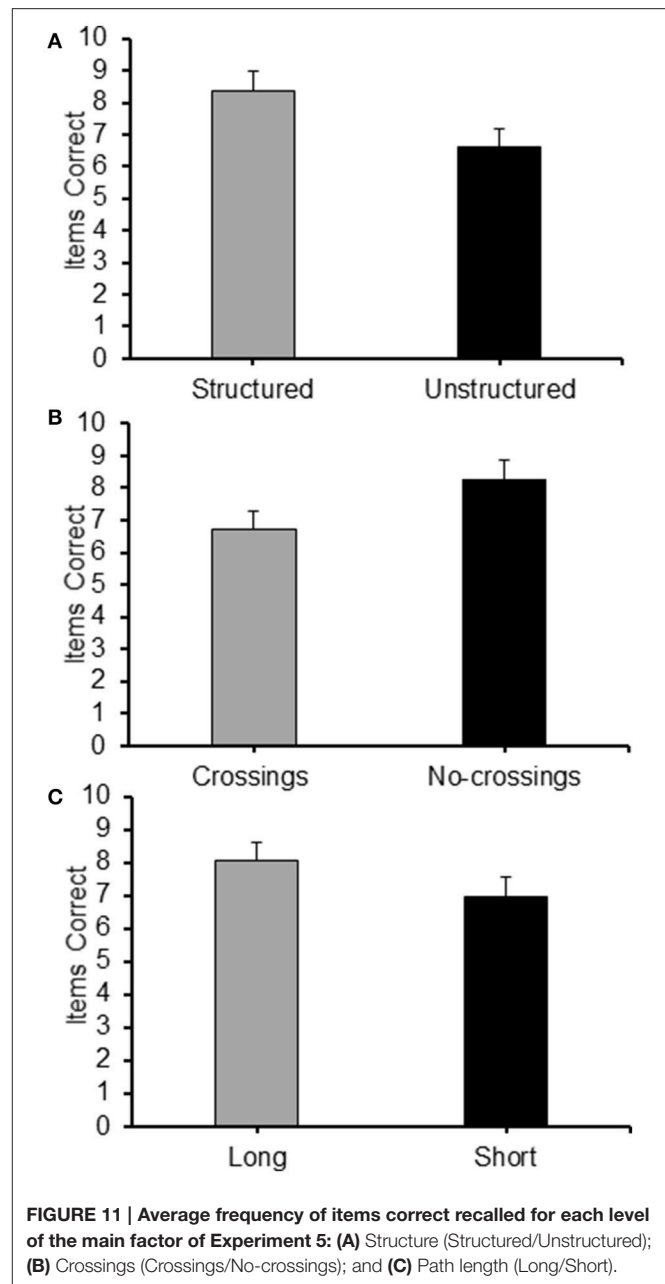 A
10
9
8
7
6
5
4
3
2
1
0
Items Correct
Structured Unstructured
B
10
9
8
7
6
5
4
3
2
1
0
Items Correct
Crossings No-crossings
C
10
9
8
7
6
5
4
3
2
1
0
Items Correct
Long Short
FIGURE 11 | Average frequency of items correct recalled for each level
of the main factor of Experiment 5: (A) Structure (Structured/Unstructured);
(B) Crossings (Crossings/No-crossings); and (C) Path length (Long/Short).